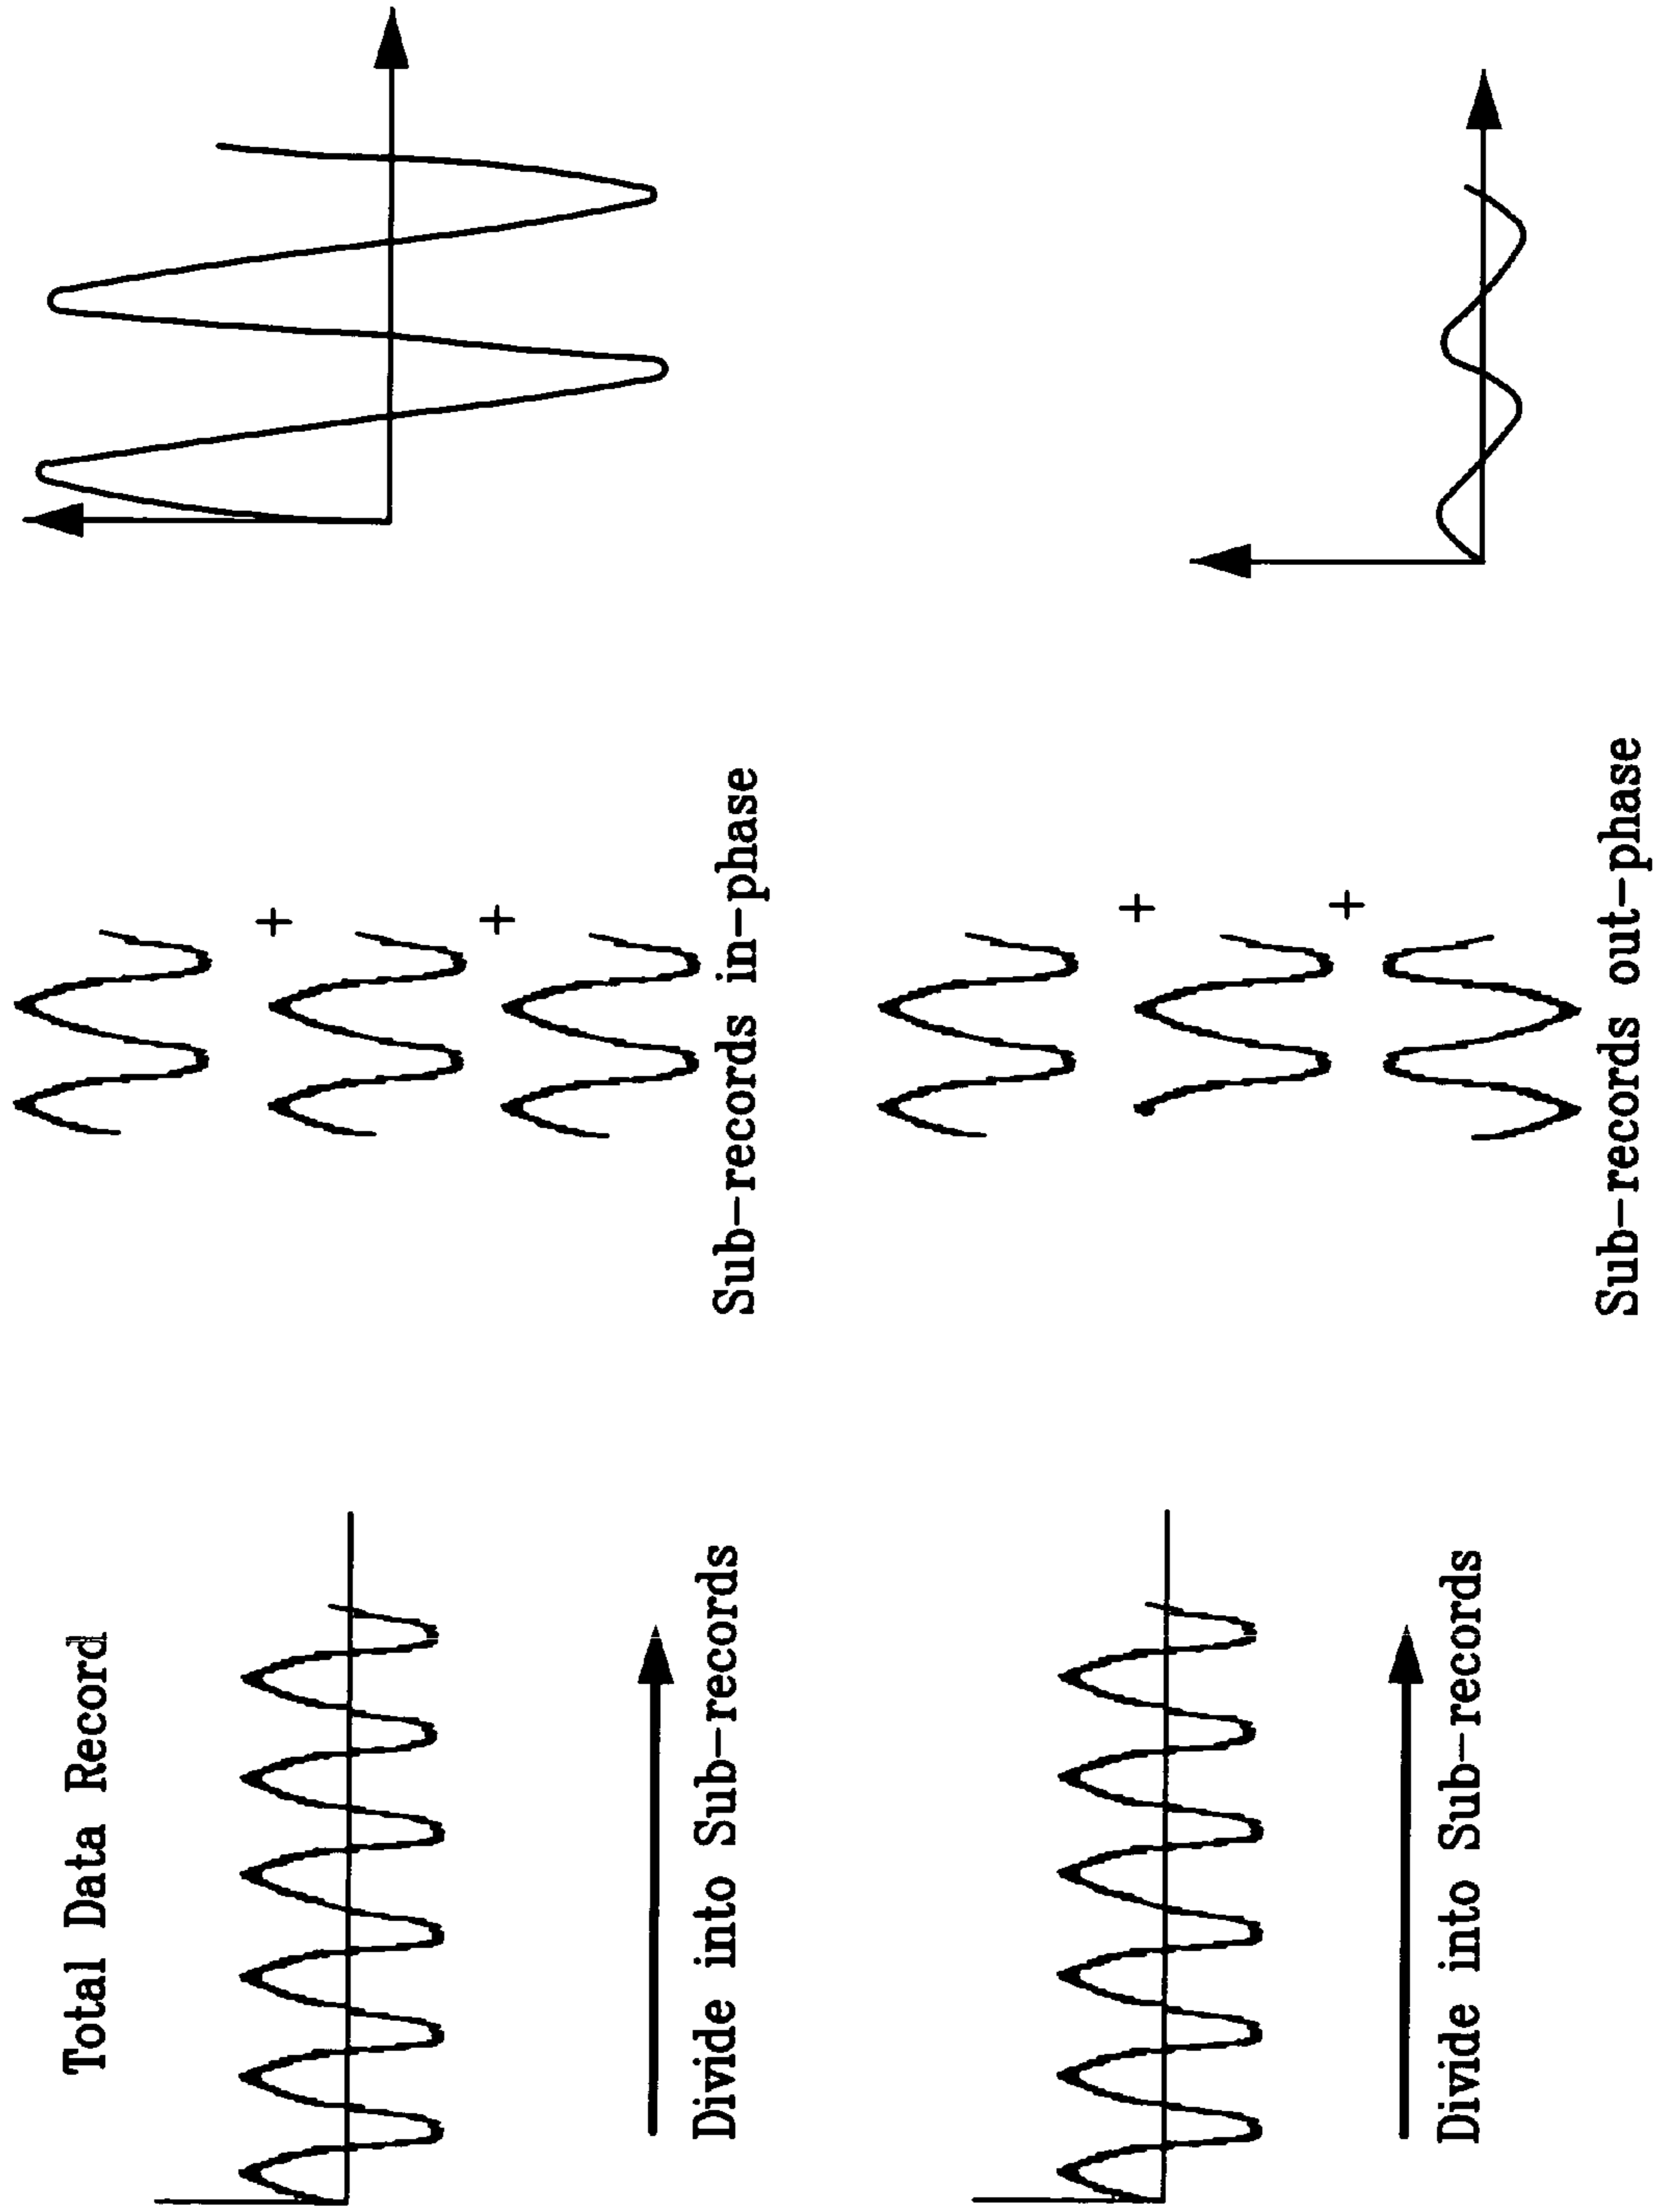 Total Data Record
+
+
Divide into Sub-records
Sub-records in-phase
+
+
Divide into Sub-records
Sub-records out-phase